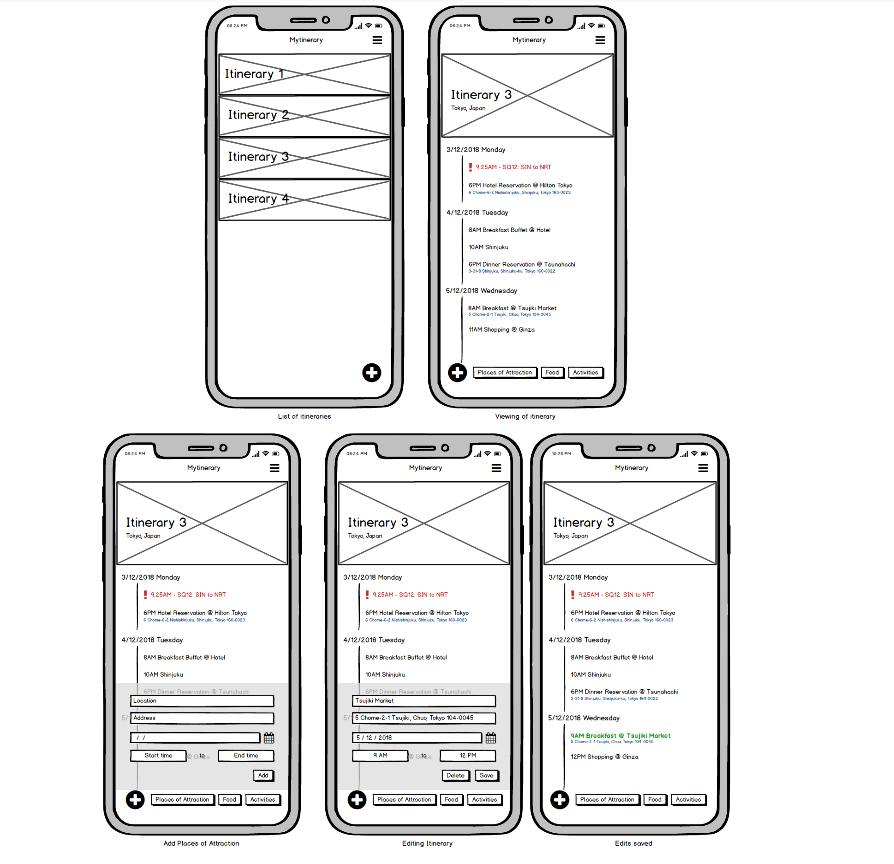 08:24 PM
Mytinerary
Itinerary 1
Itinerary 2
Itinerary 3
Itinerary 4
List of itineraries
08:24 PM
Mytinerary
Itinerary 3
Tokyo, Japan
3/12/2018 Monday
! 9.25AM - SQ12: SIN to NRT
6PM Hotel Reservation @ Hilton Tokyo
6 Chome-6-2 Nishishinjuku, Shinjuku, Tokyo 160-0023
4/12/2018 Tuesday
8AM Breakfast Buffet @ Hotel
10AM Shinjuku
6PM Dinner Reservation @ Tsunahachi
3-31-8 Shinjuku, Shinjuku-ku, Tokyo 160-0022
5/12/2018 Wednesday
8AM Breakfast @ Tsujiki Market
5 Chome-2-1 Tsujiki, Chuo, Tokyo 104-0045
11AM Shopping @ Ginza
Places of Attraction
Food
Activities
Viewing of itinerary
08:24 PM
Mytinerary
Itinerary 3
Tokyo, Japan
3/12/2018 Monday
! 9.25AM - SQ12: SIN to NRT
6PM Hotel Reservation @ Hilton Tokyo
6 Chome-6-2 Nishishinjuku, Shinjuku, Tokyo 160-0023
4/12/2018 Tuesday
8AM Breakfast Buffet @ Hotel
10AM Shinjuku
6PM Dinner Reservation @ Tsunahachi
Location
Address
/ /
Start time to End time
Add
Places of Attraction
Food
Activities
Add Places of Attraction
08:24 PM
Mytinerary
Itinerary 3
Tokyo, Japan
3/12/2018 Monday
! 9.25AM - SQ12: SIN to NRT
6PM Hotel Reservation @ Hilton Tokyo
6 Chome-6-2 Nishishinjuku, Shinjuku, Tokyo 160-0023
4/12/2018 Tuesday
8AM Breakfast Buffet @ Hotel
10AM Shinjuku
6PM Dinner Reservation @ Tsunahachi
Tsujiki Market
5 Chome-2-1 Tsujiki, Chuo, Tokyo 104-0045
5 / 12 / 2018
9 AM to 12 PM
Delete
Save
Places of Attraction
Food
Activities
Editing Itinerary
Mytinerary
Itinerary 3
Tokyo, Japan
3/12/2018 Monday
! 9.25AM - SQ12: SIN to NRT
6PM Hotel Reservation @ Hilton Tokyo
6 Chome-6-2 Nishishinjuku, Shinjuku, Tokyo 160-0023
4/12/2018 Tuesday
8AM Breakfast Buffet @ Hotel
10AM Shinjuku
6PM Dinner Reservation @ Tsunahachi
3-31-8 Shinjuku, Shinjuku-ku, Tokyo 160-0022
5/12/2018 Wednesday
9AM Breakfast @ Tsujiki Market
5 Chome-2-1 Tsujiki, Chuo, Tokyo 104-0045
12PM Shopping @ Ginza
Places of Attraction
Food
Activities
Edits saved